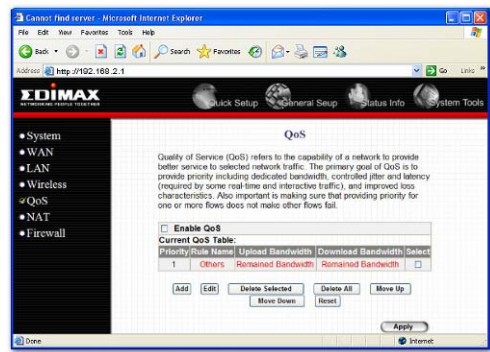 Cannot find server - Microsoft Internet Explorer
File Edit View Favorites Tools Help
Back Search Favorites
Address http://192.168.2.1 Go Links »
EDIMAX
NETWORKING PEOPLE TOGETHER
Quick Setup General Seup Status Info System Tools
System
WAN
LAN
Wireless
QoS
NAT
Firewall
QoS
Quality of Service (QoS) refers to the capability of a network to provide
better service to selected network traffic. The primary goal of QoS is to
provide priority including dedicated bandwidth, controlled jitter and latency
(required by some real-time and interactive traffic), and improved loss
characteristics. Also important is making sure that providing priority for
one or more flows does not make other flows fail.
Enable QoS
Current QoS Table:
Priority Rule Name Upload Bandwidth Download Bandwidth Select
1 Others Remained Bandwidth Remained Bandwidth
Add Edit Delete Selected Delete All Move Up
Move Down Reset
Apply
Done Internet